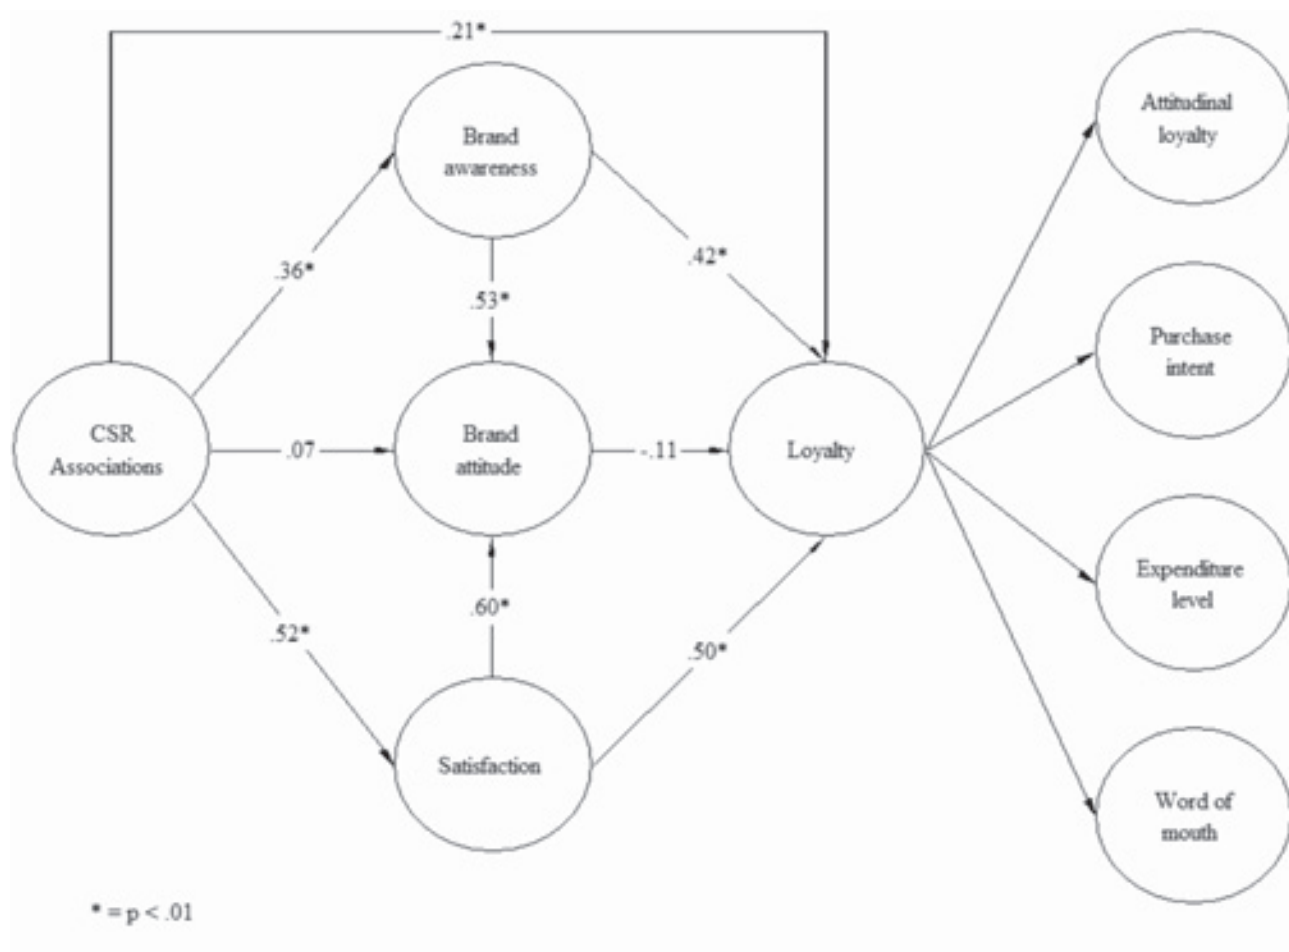 .21*
Brand
awareness
Attitudinal
loyalty
.36*
.53*
.42*
Purchase
intent
CSR
Associations
.07
Brand
attitude
-.11
Loyalty
Expenditure
level
.52*
.60*
.50*
Satisfaction
Word of
mouth
* = p < .01